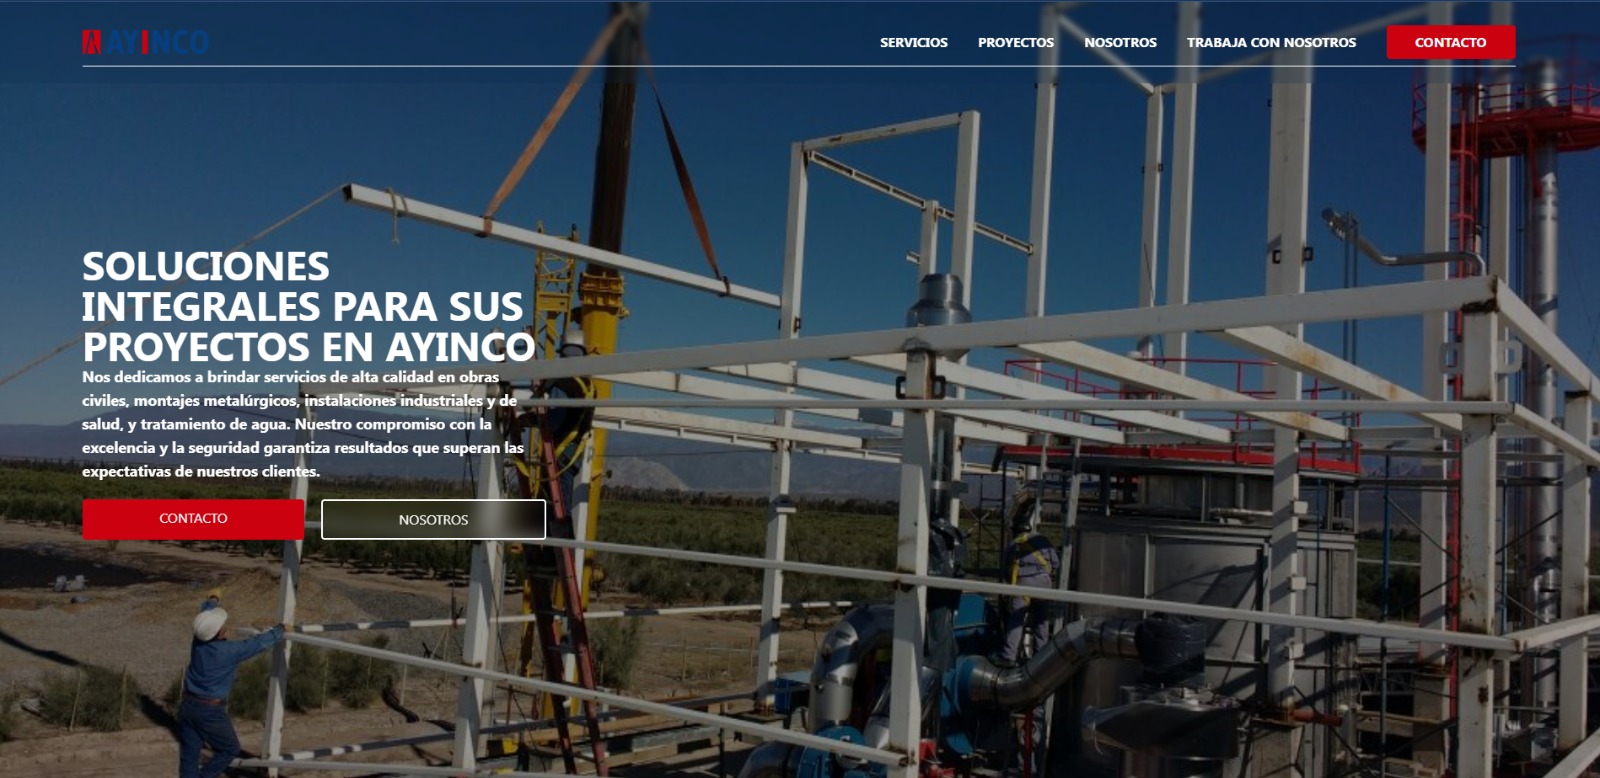 AYINCO
SERVICIOS
PROYECTOS
NOSOTROS
TRABAJA CON NOSOTROS
CONTACTO
SOLUCIONES
INTEGRALES PARA SUS
PROYECTOS EN AYINCO
Nos dedicamos a brindar servicios de alta calidad en obras
civiles, montajes metalúrgicos, instalaciones industriales y de
salud, y tratamiento de agua. Nuestro compromiso con la
excelencia y la seguridad garantiza resultados que superan las
expectativas de nuestros clientes.
CONTACTO
NOSOTROS